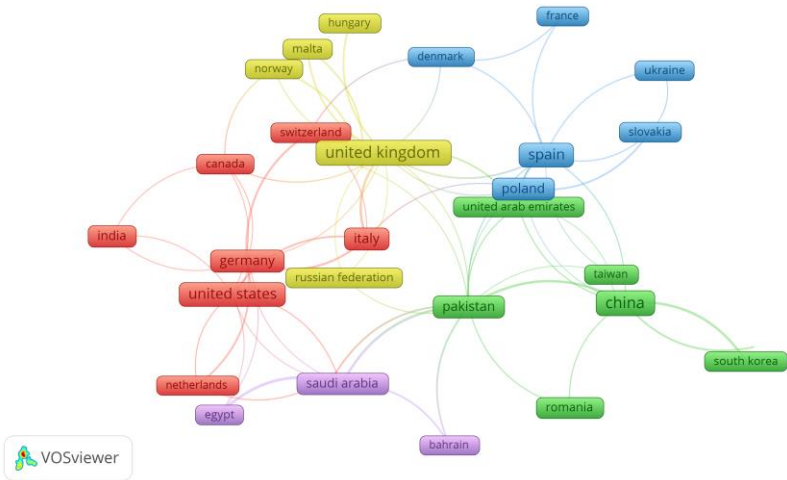 france
hungary
malta
denmark
norway
ukraine
switzerland
slovakia
united kingdom
spain
canada
poland
united arab emirates
india
italy
germany
russian federation
taiwan
united states
pakistan
china
south korea
netherlands
saudi arabia
egypt
romania
bahrain
VOSviewer